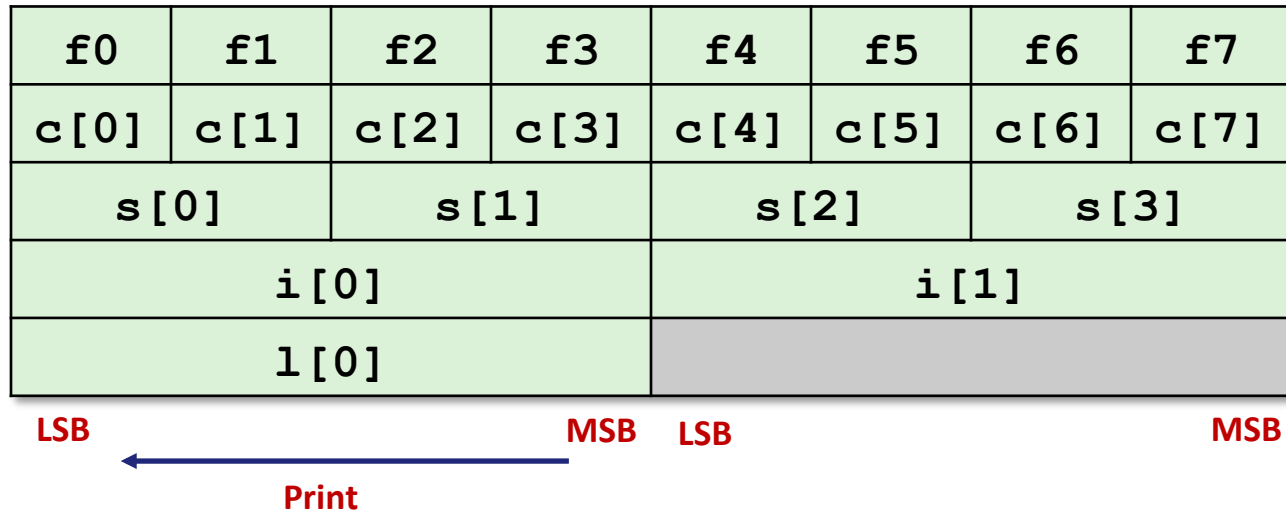 f0 f1 f2 f3 f4 f5 f6 f7
c[0] c[1] c[2] c[3] c[4] c[5] c[6] c[7]
s[0] s[1] s[2] s[3]
i[0] i[1]
l[0]
LSB MSB LSB MSB
Print